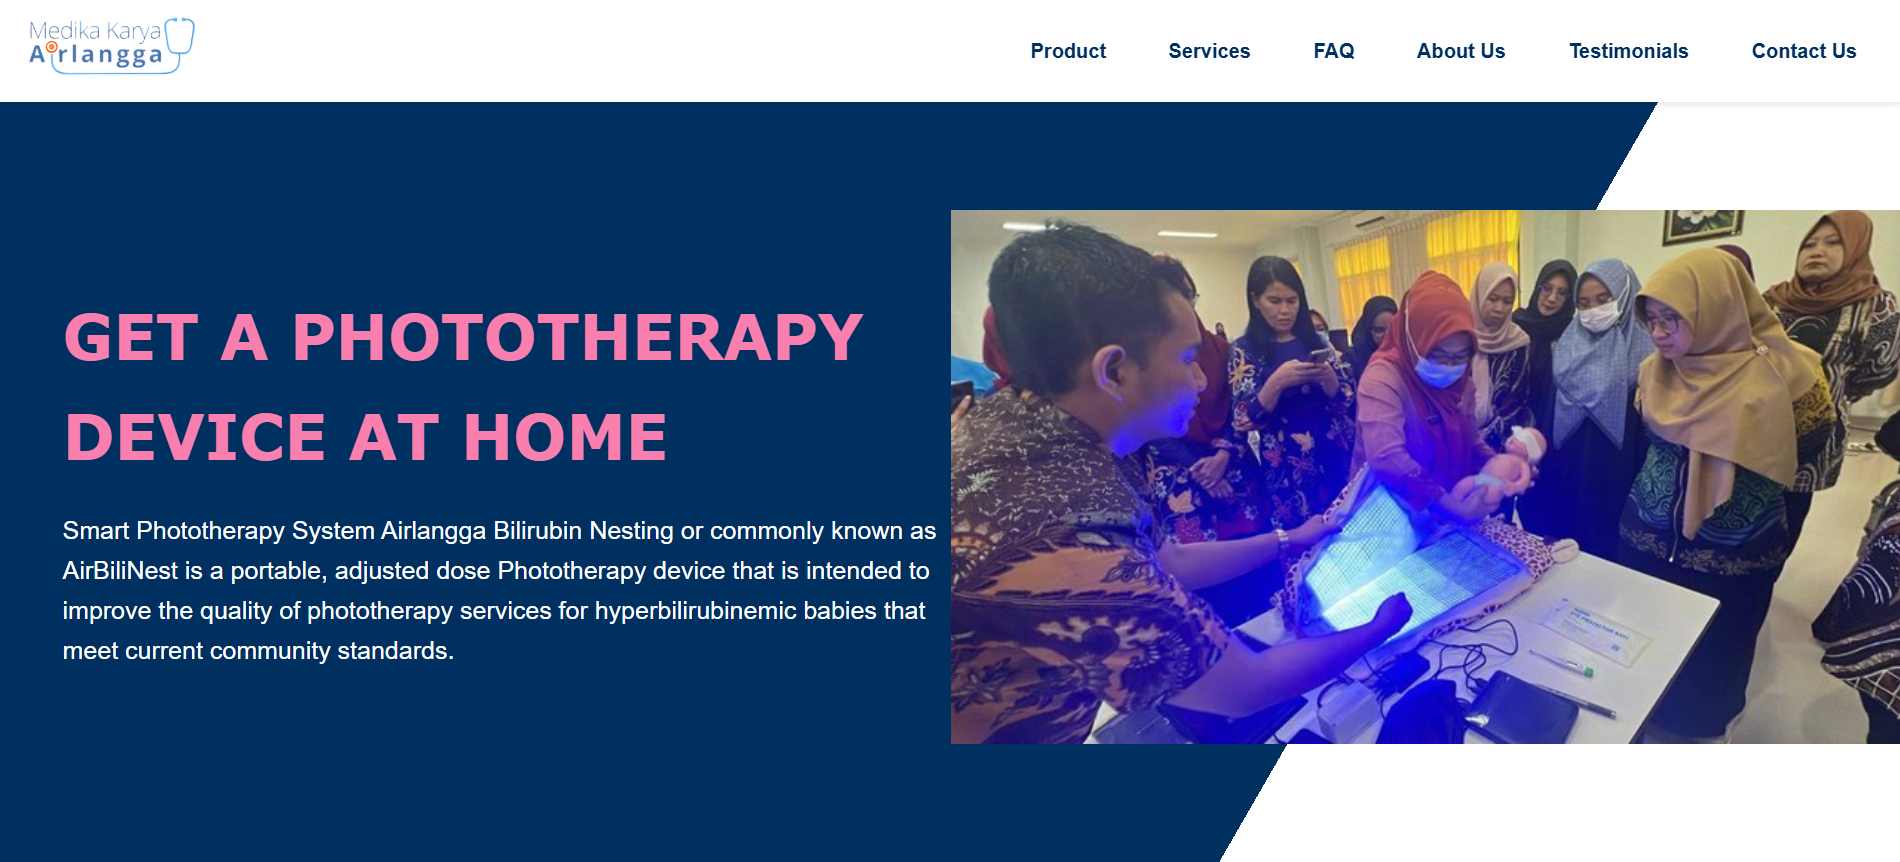 Medika Karya
Airlangga
Product Services FAQ About Us Testimonials Contact Us
GET A PHOTOTHERAPY
DEVICE AT HOME
Smart Phototherapy System Airlangga Bilirubin Nesting or commonly known as
AirBiliNest is a portable, adjusted dose Phototherapy device that is intended to
improve the quality of phototherapy services for hyperbilirubinemic babies that
meet current community standards.